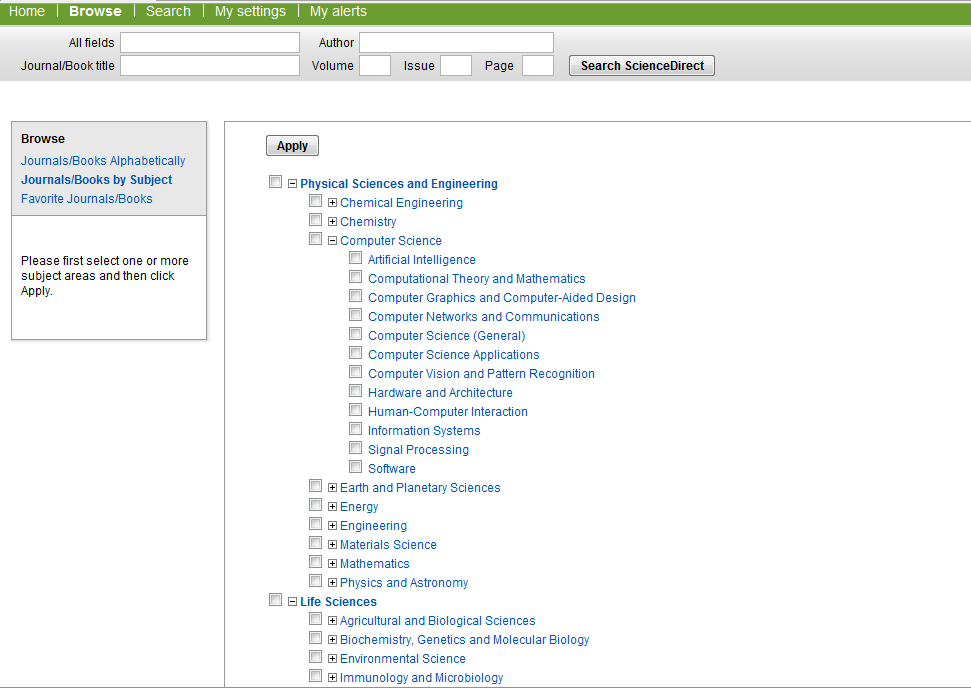 Home | Browse | Search | My settings | My alerts
All fields Author
Journal/Book title Volume Issue Page Search ScienceDirect
Browse
Journals/Books Alphabetically
Journals/Books by Subject
Favorite Journals/Books
Please first select one or more
subject areas and then click
Apply.
Apply
Physical Sciences and Engineering
Chemical Engineering
Chemistry
Computer Science
Artificial Intelligence
Computational Theory and Mathematics
Computer Graphics and Computer-Aided Design
Computer Networks and Communications
Computer Science (General)
Computer Science Applications
Computer Vision and Pattern Recognition
Hardware and Architecture
Human-Computer Interaction
Information Systems
Signal Processing
Software
Earth and Planetary Sciences
Energy
Engineering
Materials Science
Mathematics
Physics and Astronomy
Life Sciences
Agricultural and Biological Sciences
Biochemistry, Genetics and Molecular Biology
Environmental Science
Immunology and Microbiology